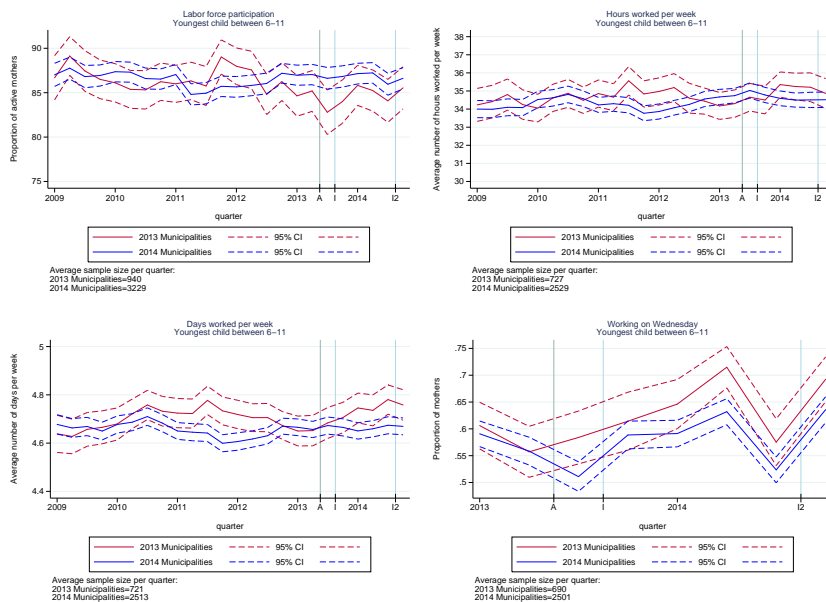 Labor force participation
Youngest child between 6−11
90
85
80
75
Proportion of active mothers
2009
2010
2011
2012
2013
A
I
2014
I2
quarter
2013 Municipalities
95% CI
2014 Municipalities
95% CI
Average sample size per quarter:
2013 Municipalities=940
2014 Municipalities=3229
Hours worked per week
Youngest child between 6−11
38
37
36
35
34
33
32
31
30
Average number of hours worked per week
2009
2010
2011
2012
2013
A
I
2014
I2
quarter
2013 Municipalities
95% CI
2014 Municipalities
95% CI
Average sample size per quarter:
2013 Municipalities=727
2014 Municipalities=2529
Days worked per week
Youngest child between 6−11
5
4.8
4.6
4.4
Average number of days per week
2009
2010
2011
2012
2013
A
I
2014
I2
quarter
2013 Municipalities
95% CI
2014 Municipalities
95% CI
Average sample size per quarter:
2013 Municipalities=721
2014 Municipalities=2513
Working on Wednesday
Youngest child between 6−11
.75
.7
.65
.6
.55
.5
Proportion of mothers
2013
A
I
2014
I2
quarter
2013 Municipalities
95% CI
2014 Municipalities
95% CI
Average sample size per quarter:
2013 Municipalities=690
2014 Municipalities=2501